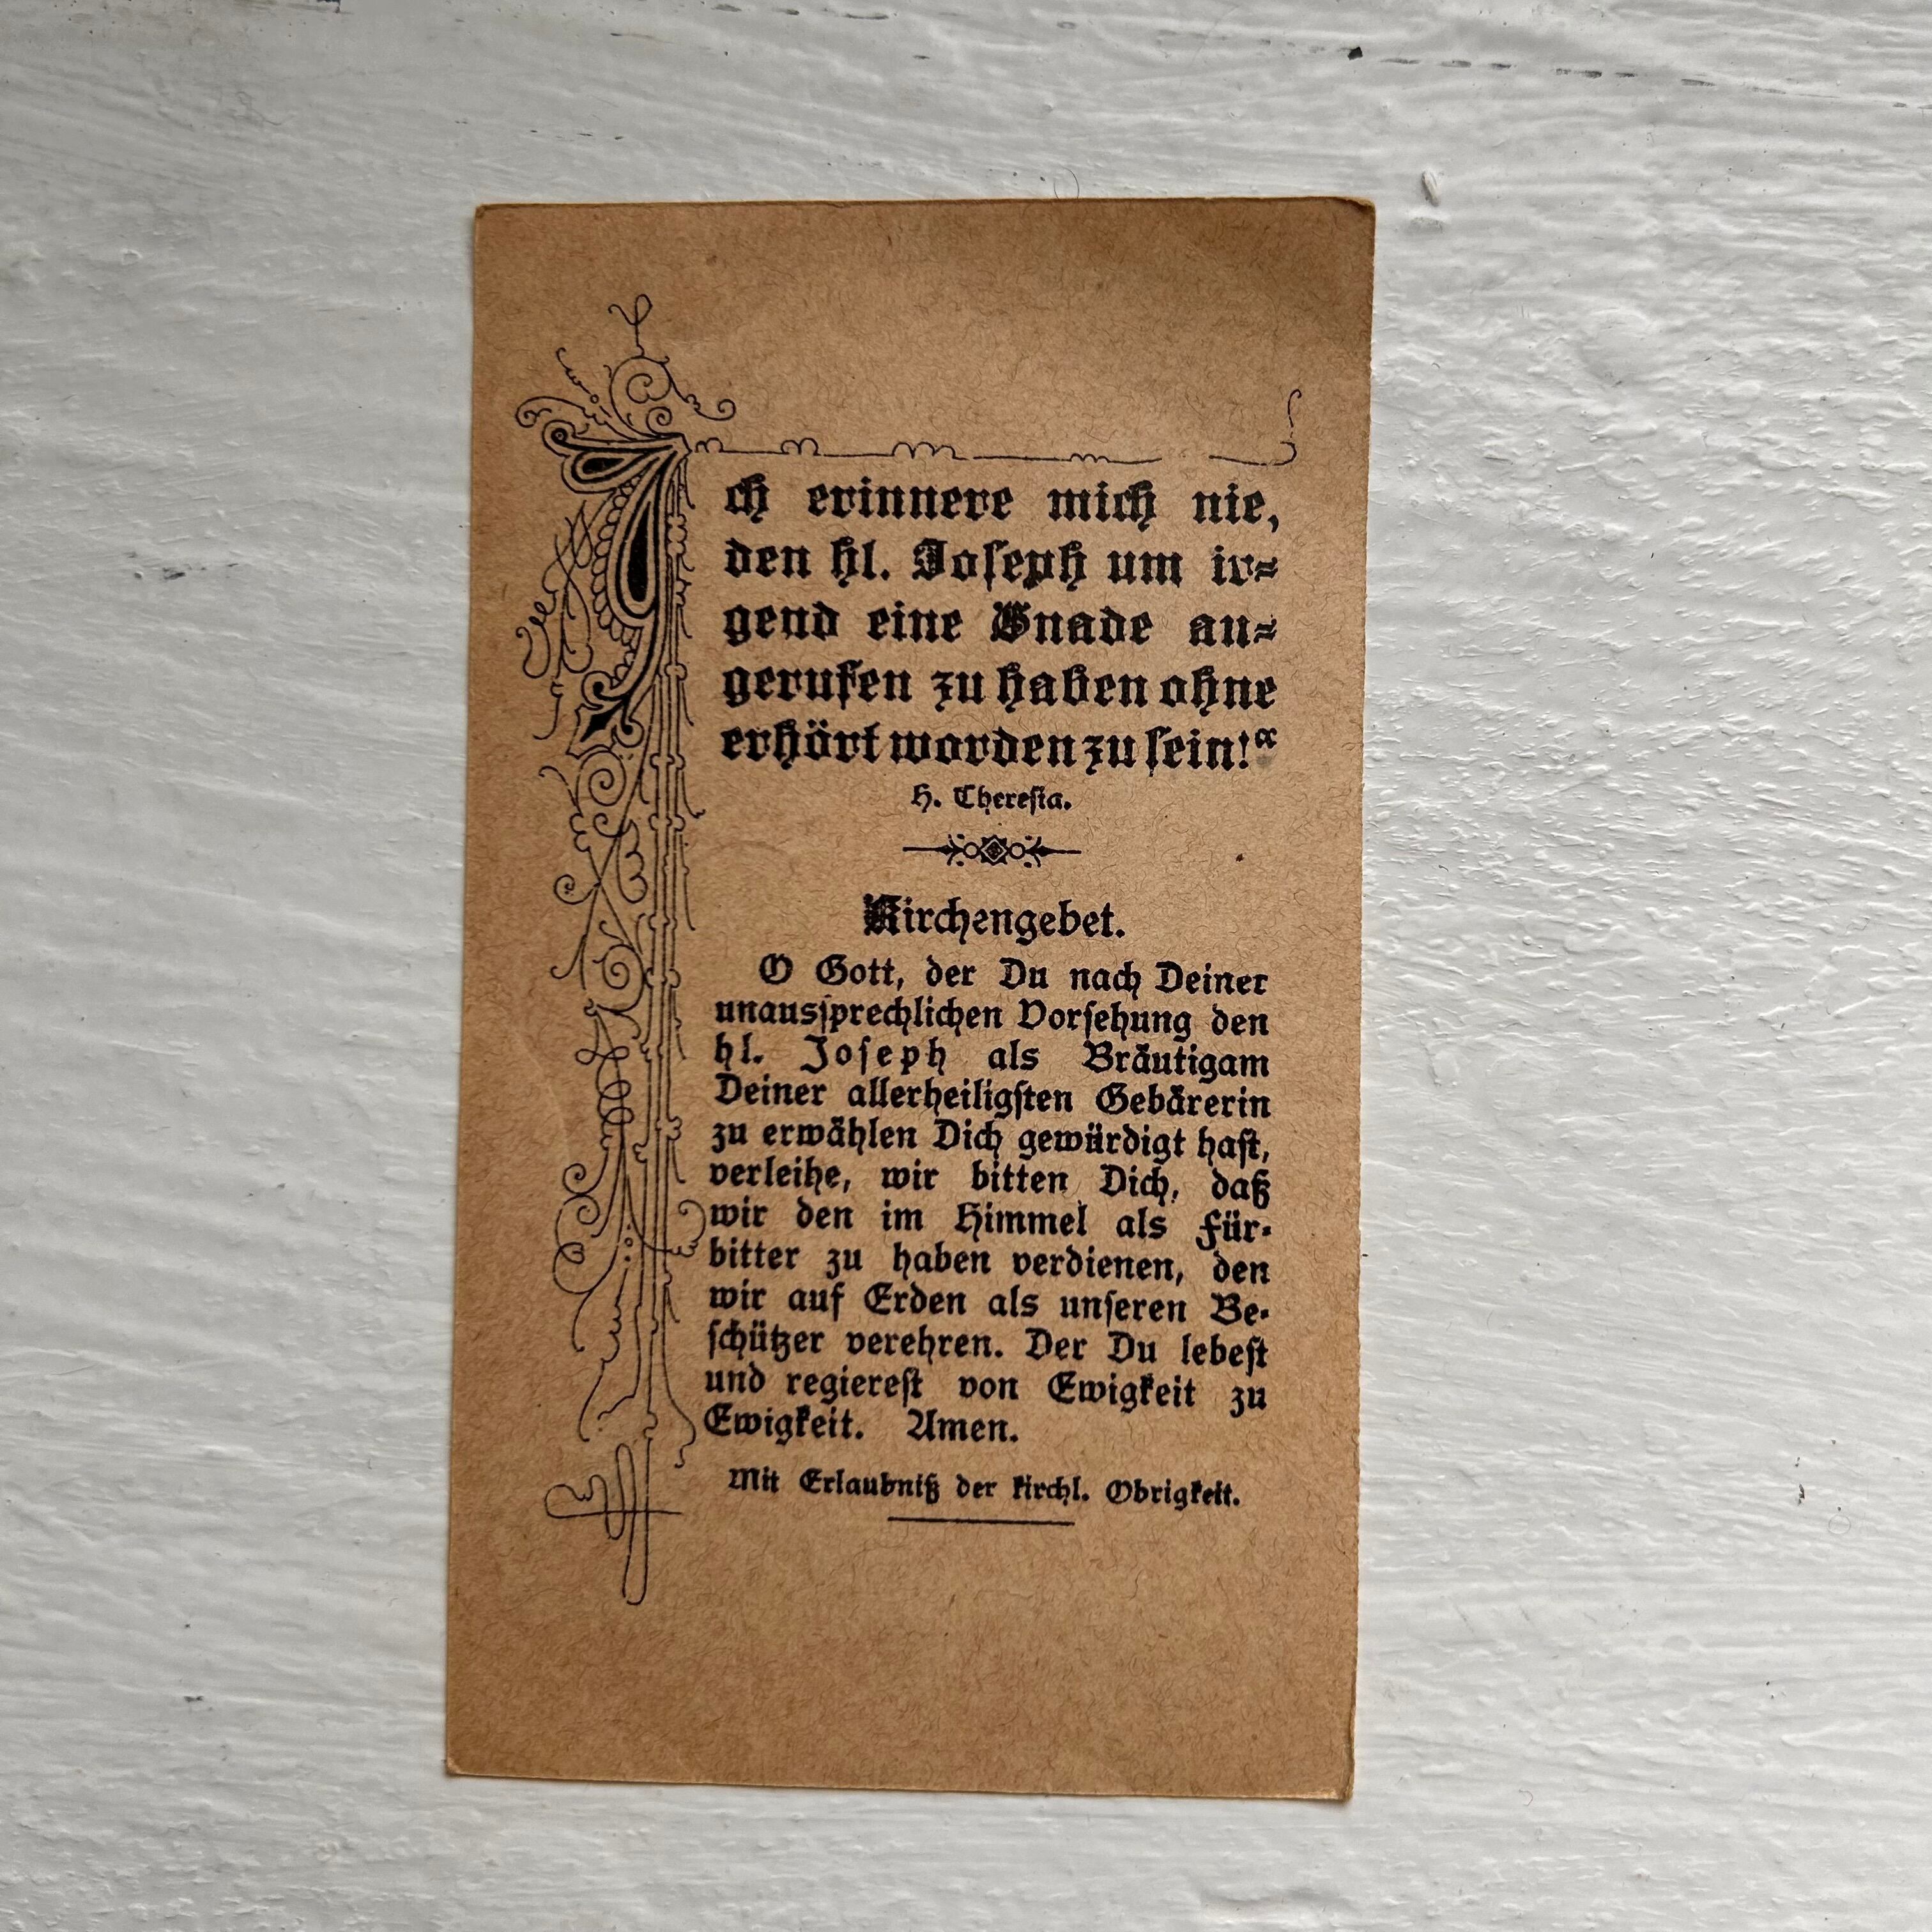 Ich erinnere mich nie,
den hl. Joseph um ir⸗
gend eine Gnade an⸗
gerufen zu haben ohne
erhört worden zu sein!“
H. Theresia.
Kirchengebet.
O Gott, der Du nach Deiner
unaussprechlichen Vorsehung den
hl. Joseph als Bräutigam
Deiner allerheiligsten Gebärerin
zu erwählen Dich gewürdigt hast,
verleihe, wir bitten Dich, daß
wir den im Himmel als Für⸗
bitter zu haben verdienen, den
wir auf Erden als unseren Be⸗
schützer verehren. Der Du lebest
und regierest von Ewigkeit zu
Ewigkeit. Amen.
Mit Erlaubniß der kirchl. Obrigkeit.